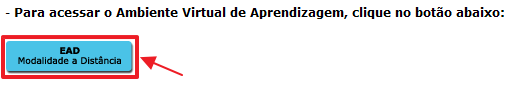 - Para acessar o Ambiente Virtual de Aprendizagem, clique no botão abaixo:
EAD
Modalidade a Distância